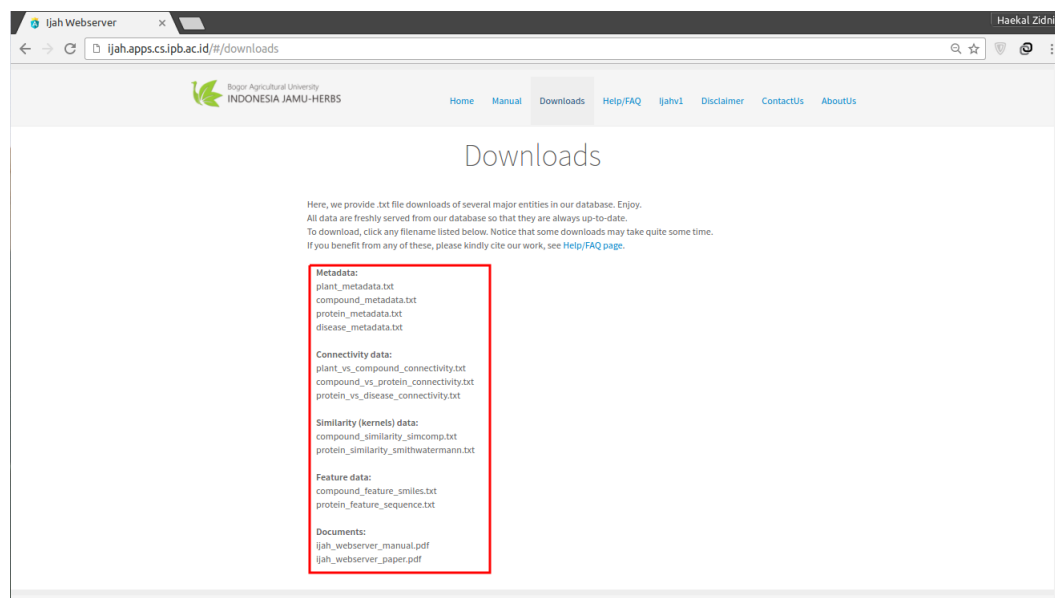 Ijah Webserver
Haekal Zidni
ijah.apps.cs.ipb.ac.id/#/downloads
Bogor Agricultural University
INDONESIA JAMU-HERBS
Home Manual Downloads Help/FAQ Ijahv1 Disclaimer ContactUs AboutUs
Downloads
Here, we provide .txt file downloads of several major entities in our database. Enjoy.
All data are freshly served from our database so that they are always up-to-date.
To download, click any filename listed below. Notice that some downloads may take quite some time.
If you benefit from any of these, please kindly cite our work, see Help/FAQ page.
Metadata:
plant_metadata.txt
compound_metadata.txt
protein_metadata.txt
disease_metadata.txt
Connectivity data:
plant_vs_compound_connectivity.txt
compound_vs_protein_connectivity.txt
protein_vs_disease_connectivity.txt
Similarity (kernels) data:
compound_similarity_simcomp.txt
protein_similarity_smithwatermann.txt
Feature data:
compound_feature_smiles.txt
protein_feature_sequence.txt
Documents:
ijah_webserver_manual.pdf
ijah_webserver_paper.pdf